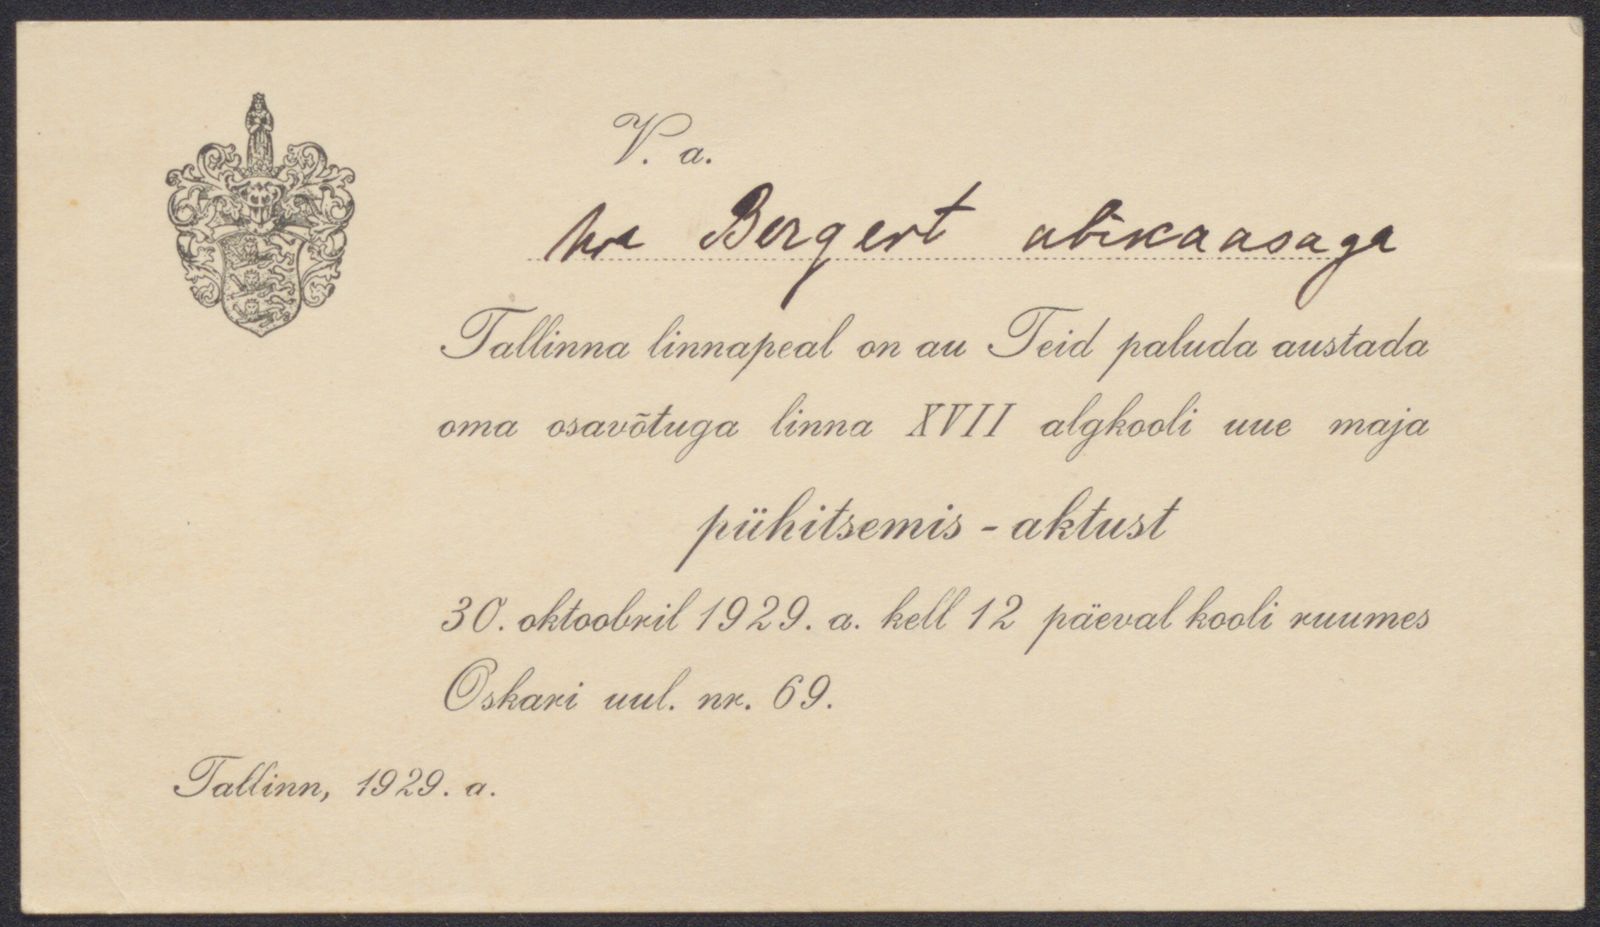 V. a.
hra Bergert abikaasaga
Tallinna linnapeal on au Teid paluda austada
oma osavõtuga linna XVII algkooli uue maja
pühitsemis - aktust
30. oktoobril 1929. a. kell 12 päeval kooli ruumes
Oskari uul. nr. 69.
Tallinn, 1929. a.